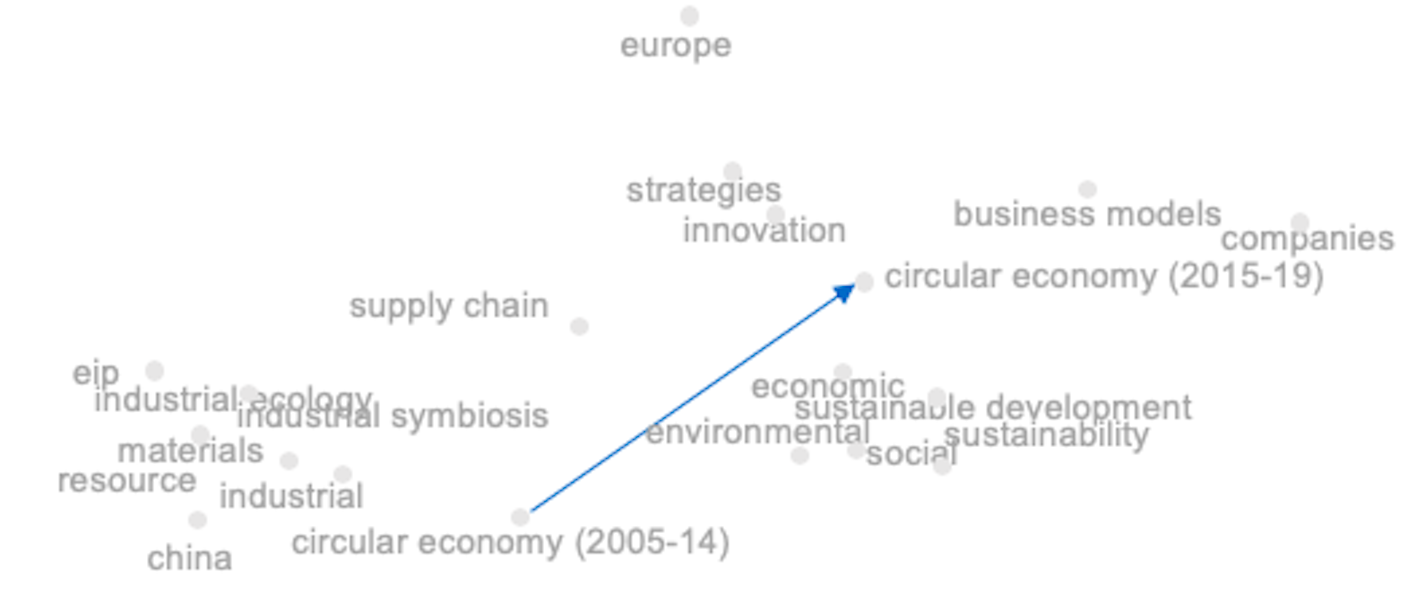 europe
strategies
innovation
business models
companies
circular economy (2015-19)
supply chain
eip
industrial ecology
industrial symbiosis
economic
sustainable development
environmental
sustainability
social
materials
resource
industrial
circular economy (2005-14)
china